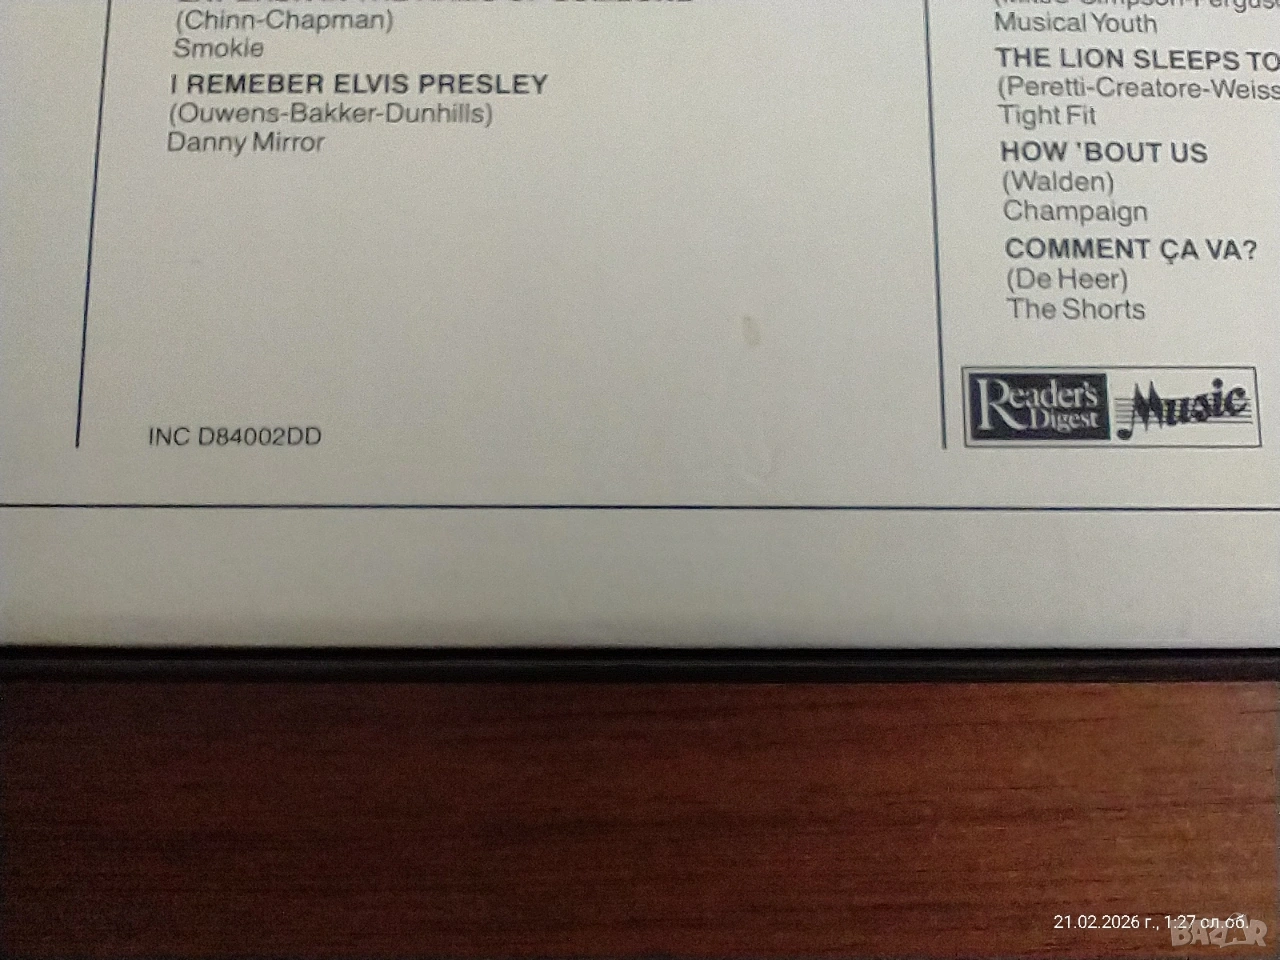 (Chinn-Chapman)
Smokie
I REMEBER ELVIS PRESLEY
(Ouwens-Bakker-Dunhills)
Danny Mirror
INC D84002DD
Musical Youth
THE LION SLEEPS TO
(Peretti-Creatore-Weiss
Tight Fit
HOW 'BOUT US
(Walden)
Champaign
COMMENT ÇA VA?
(De Heer)
The Shorts
Reader's Digest Music
21.02.2026 г., 1:27 сл.об.
BAZAR